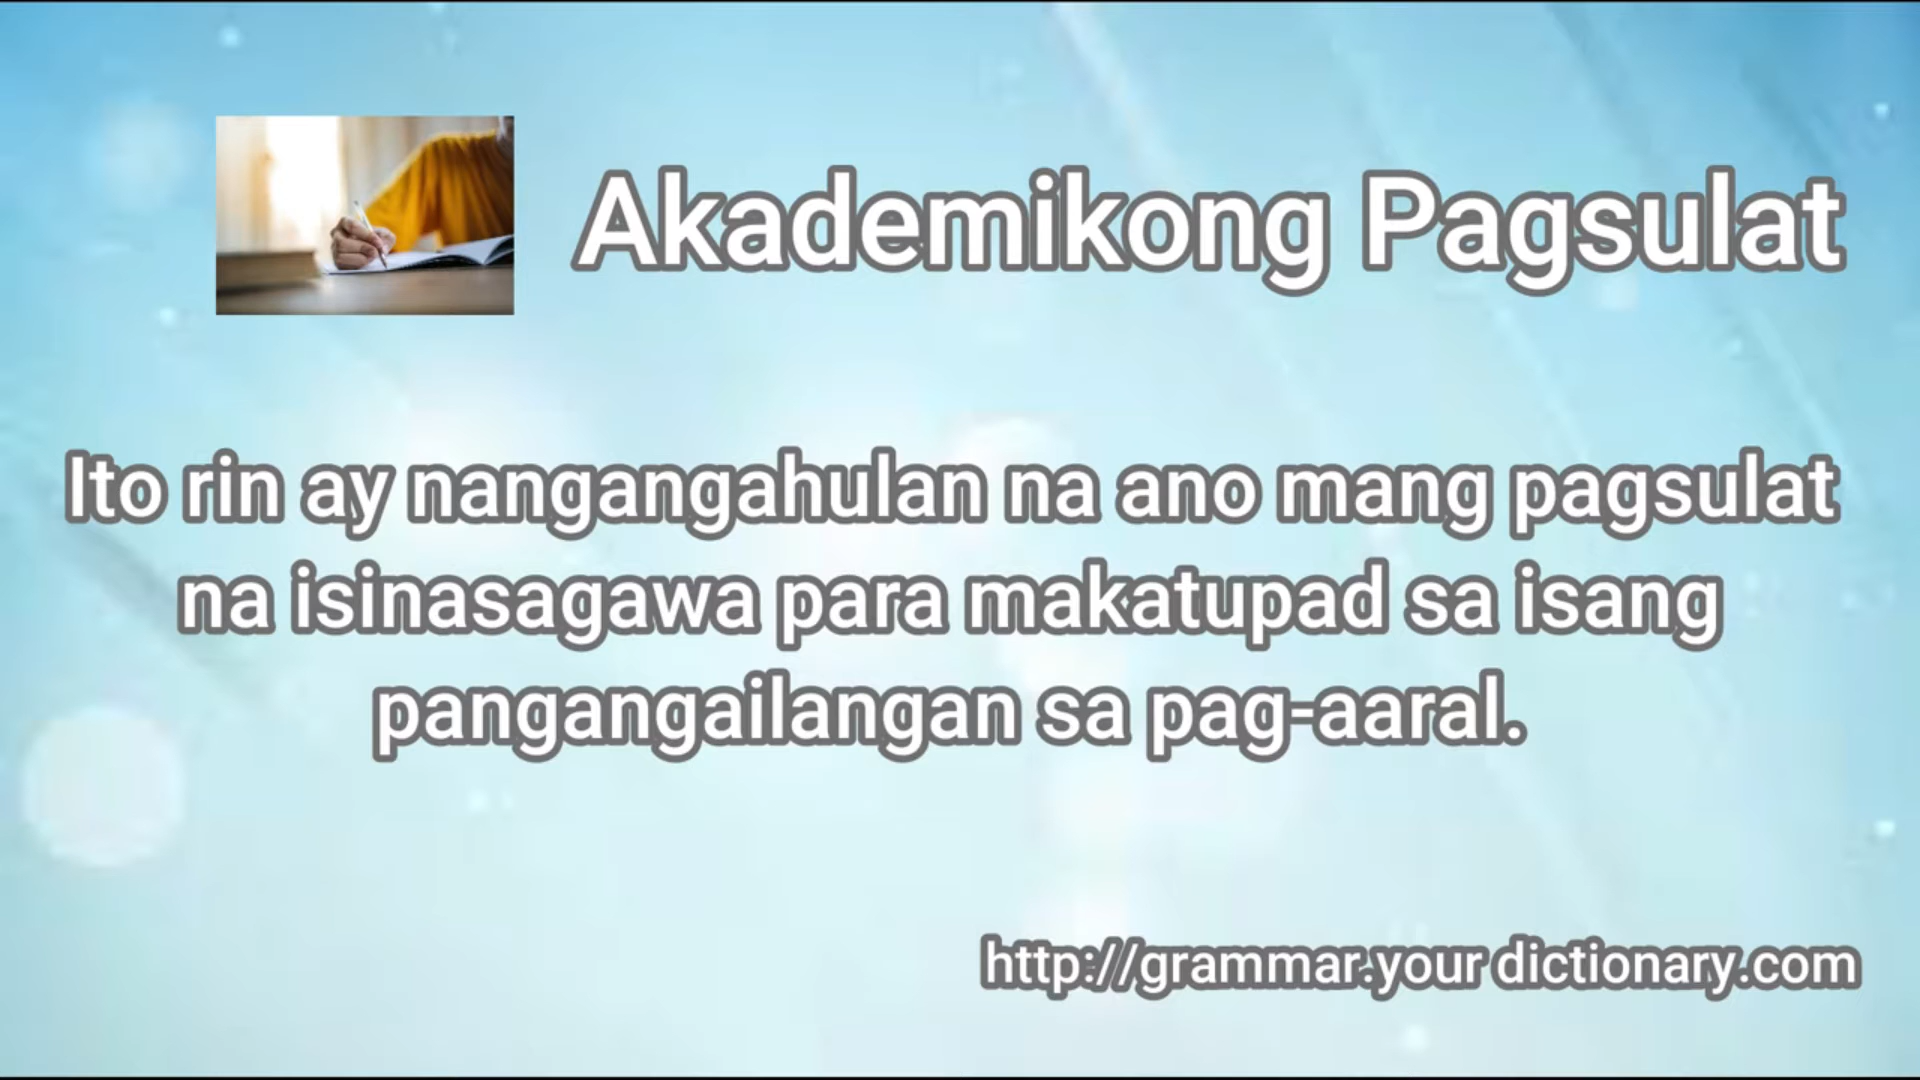 Akademikong Pagsulat
Ito rin ay nangangahulan na ano mang pagsulat
na isinasagawa para makatupad sa isang
pangangailangan sa pag-aaral.
http://grammar.your dictionary.com